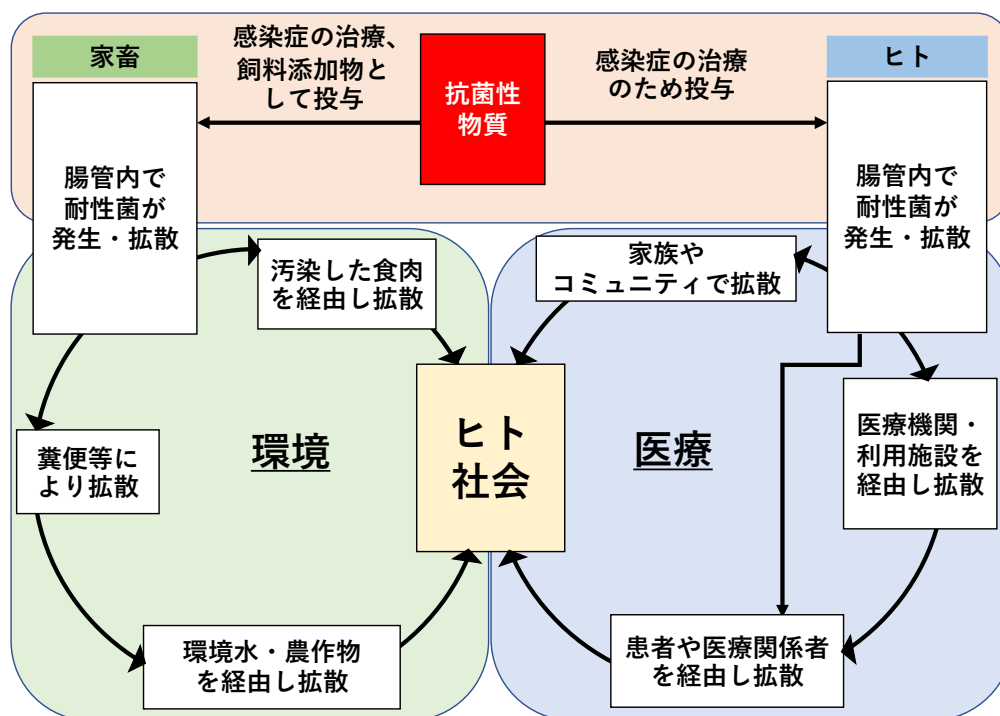 家畜
感染症の治療、
飼料添加物と
して投与
抗菌性
物質
感染症の治療
のため投与
ヒト
腸管内で
耐性菌が
発生・拡散
腸管内で
耐性菌が
発生・拡散
汚染した食肉
を経由し拡散
家族や
コミュニティで拡散
糞便等に
より拡散
環境
ヒト
社会
医療
医療機関・
利用施設を
経由し拡散
環境水・農作物
を経由し拡散
患者や医療関係者
を経由し拡散